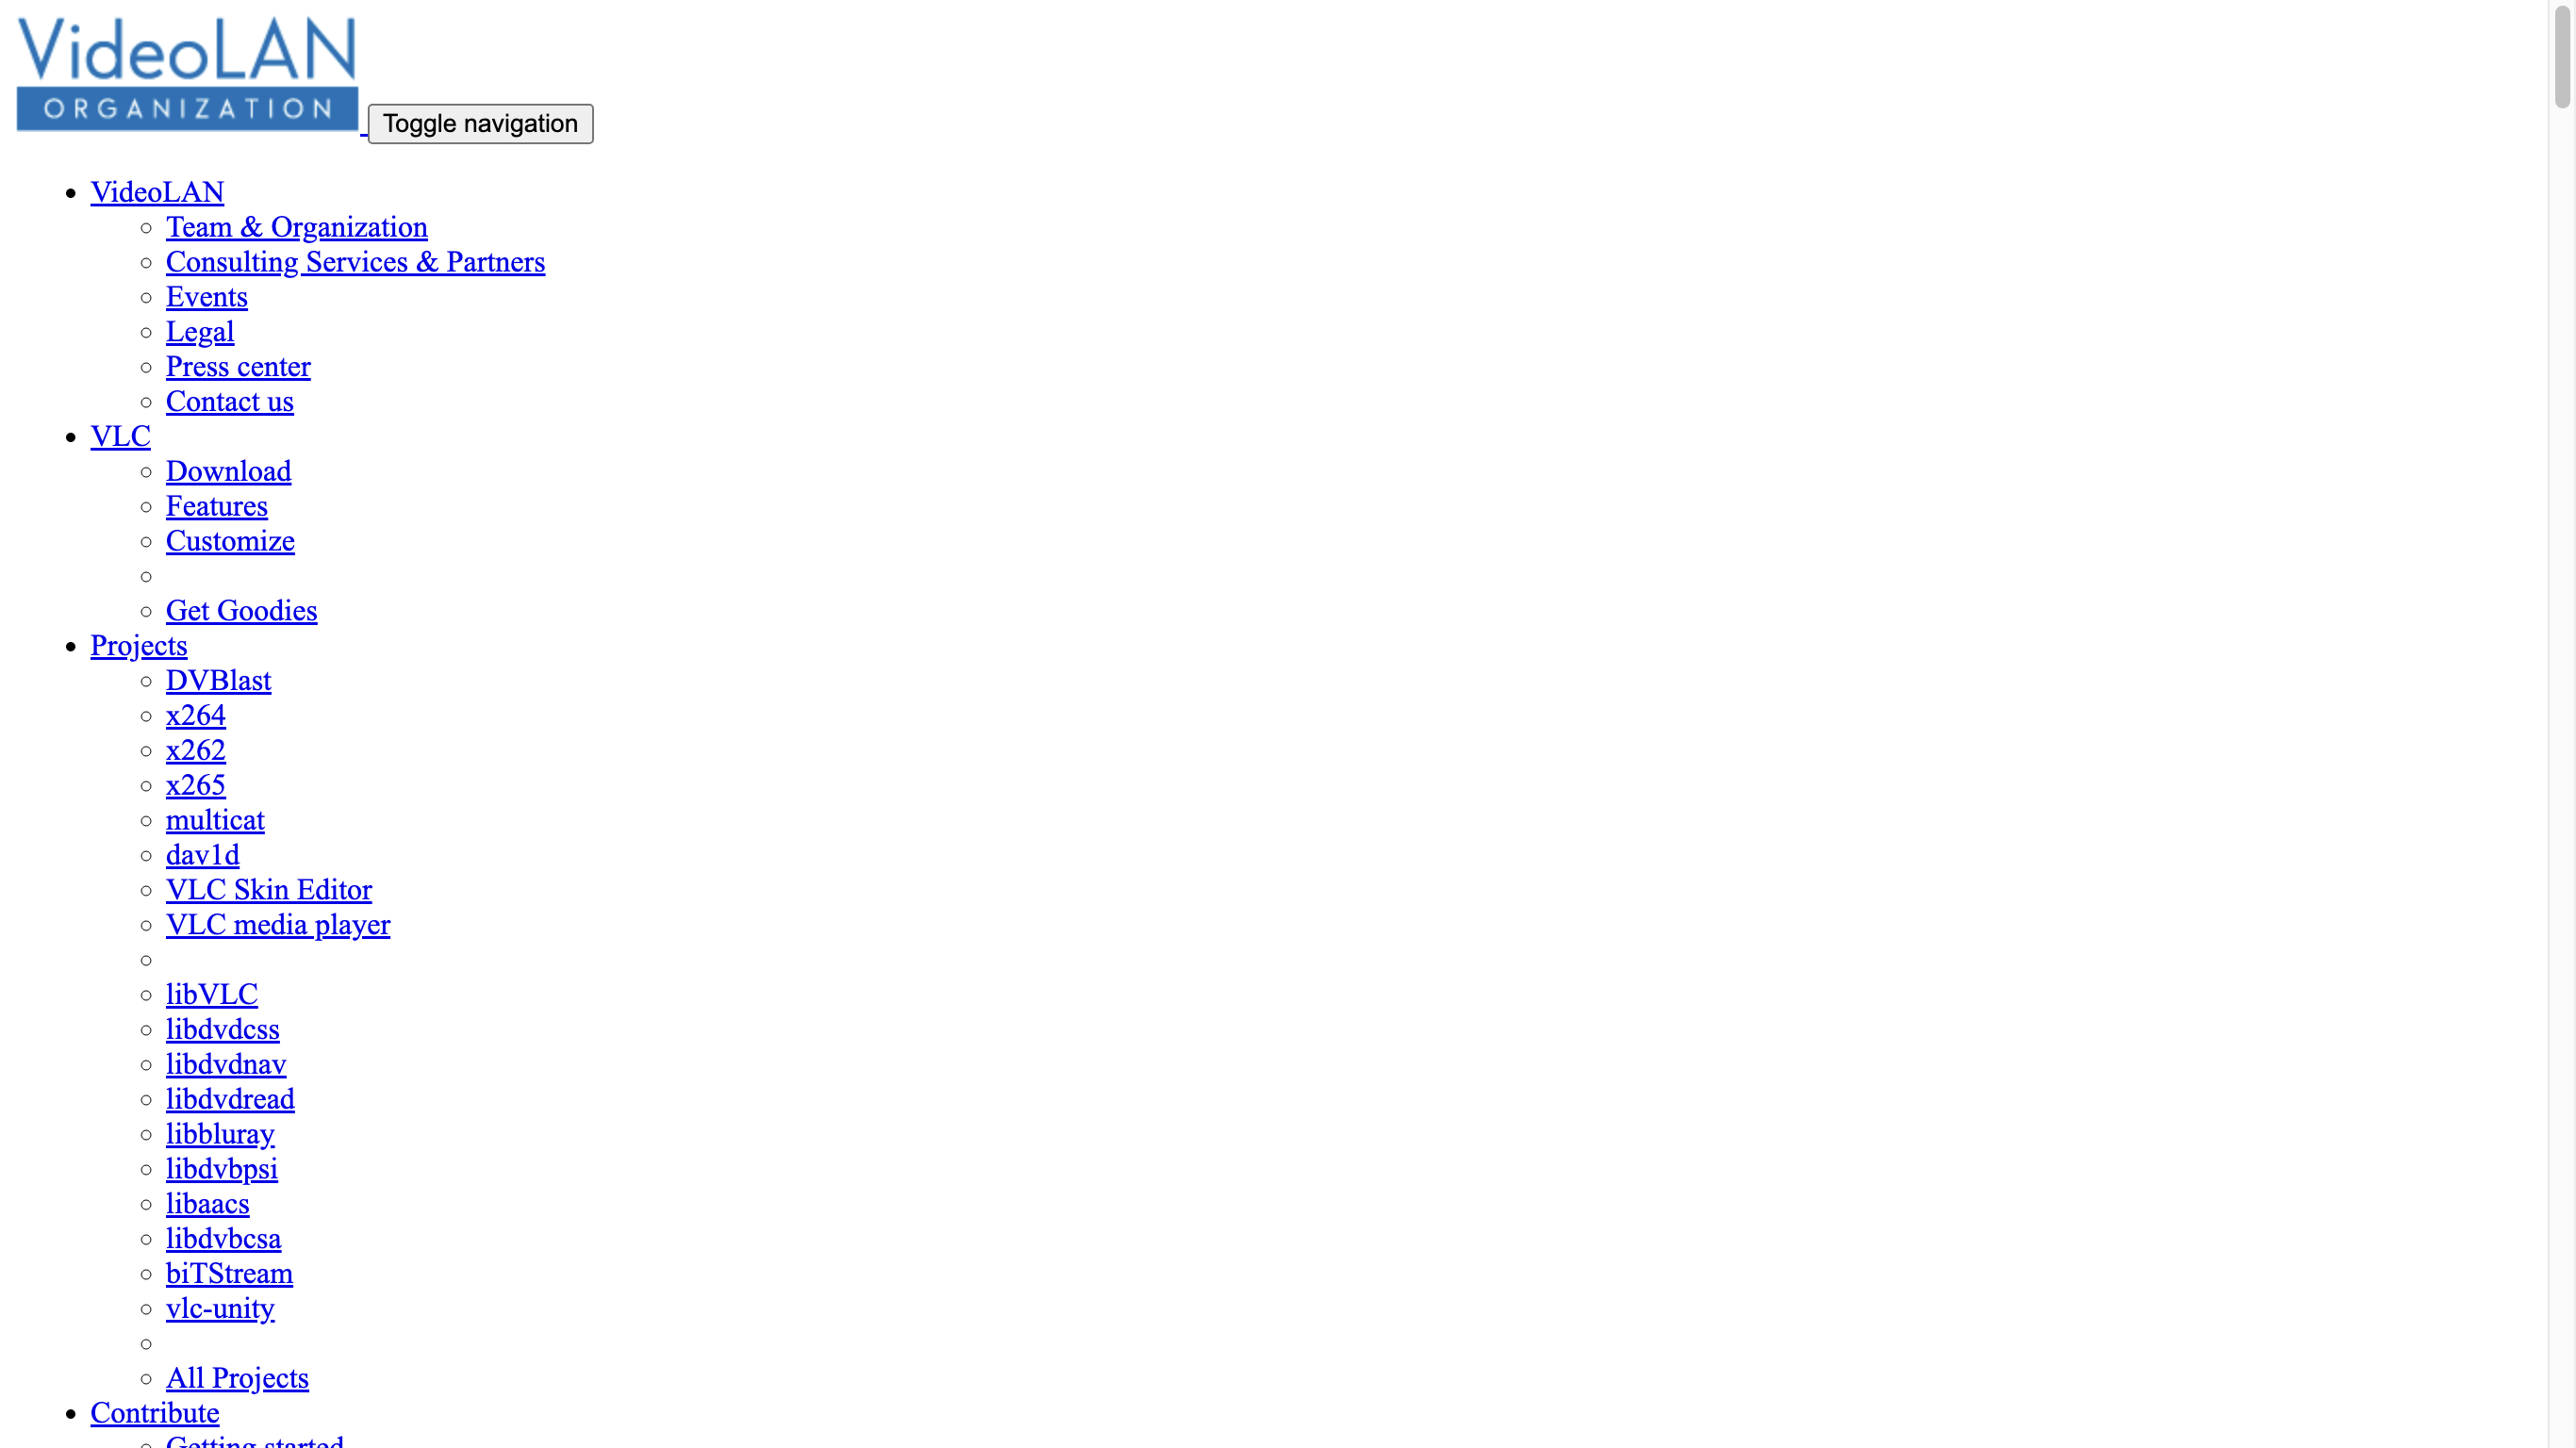 VideoLAN
ORGANIZATION
Toggle navigation
VideoLAN
Team & Organization
Consulting Services & Partners
Events
Legal
Press center
Contact us
VLC
Download
Features
Customize
Get Goodies
Projects
DVBlast
x264
x262
x265
multicat
dav1d
VLC Skin Editor
VLC media player
libVLC
libdvdcss
libdvdnav
libdvdread
libbluray
libdvbpsi
libaacs
libdvbcsa
biTStream
vlc-unity
All Projects
Contribute
Getting started